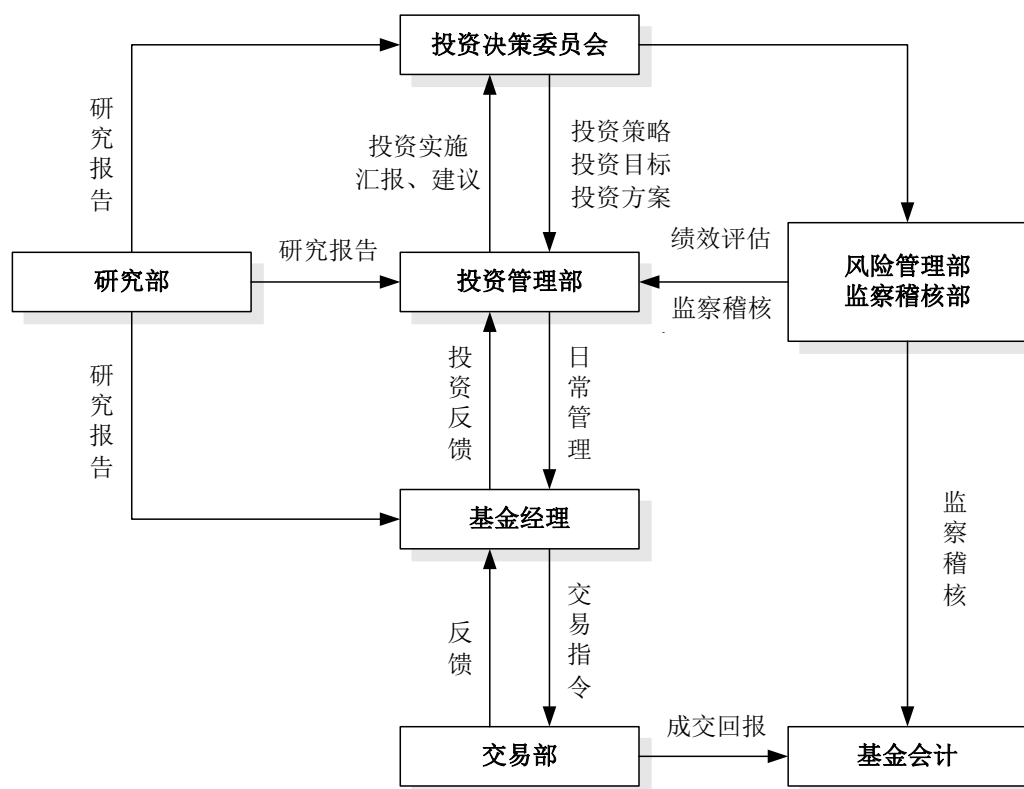 投资决策委员会
研究报告
投资实施
汇报、建议
投资策略
投资目标
投资方案
研究部
研究报告
投资管理部
绩效评估
监察稽核
风险管理部
监察稽核部
研究报告
投资反馈
日常管理
基金经理
监察稽核
反馈
交易指令
交易部
成交回报
基金会计